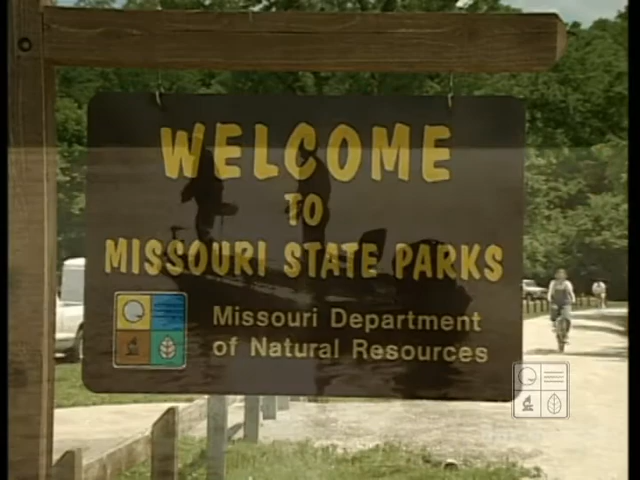 WELCOME
TO
MISSOURI STATE PARKS
Missouri Department
of Natural Resources